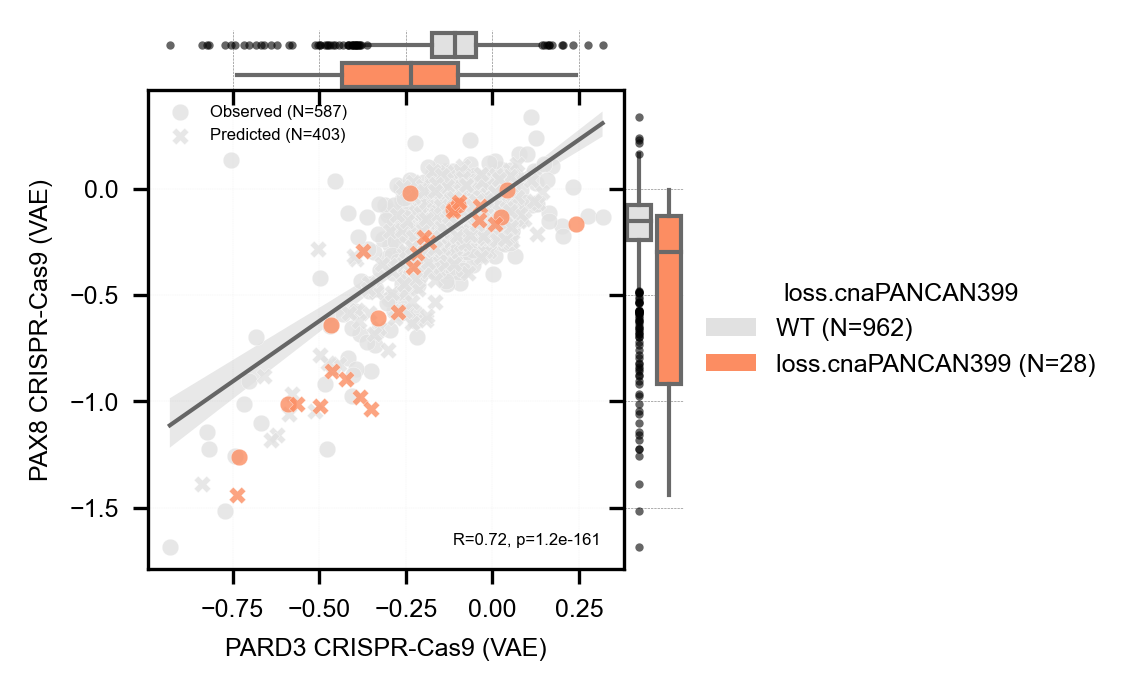 Observed (N=587)
Predicted (N=403)
0.0
−0.5
−1.0
−1.5
PAX8 CRISPR-Cas9 (VAE)
R=0.72, p=1.2e-161
−0.75
−0.50
−0.25
0.00
0.25
PARD3 CRISPR-Cas9 (VAE)
loss.cnaPANCAN399
WT (N=962)
loss.cnaPANCAN399 (N=28)